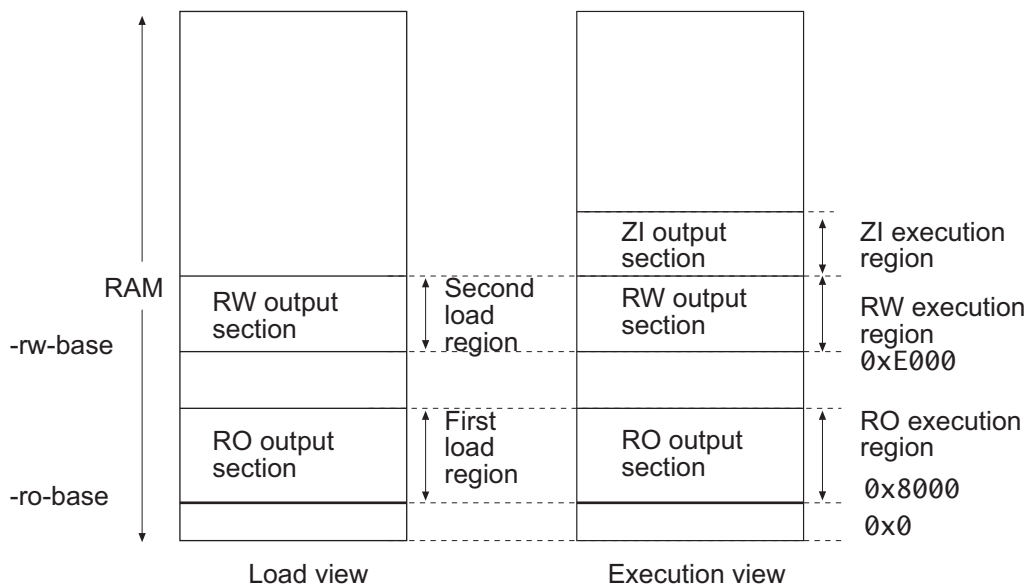 ZI output
section
ZI execution
region
RAM
RW output
section
Second
load
region
RW output
section
RW execution
region
0xE000
-rw-base
RO output
section
First
load
region
RO output
section
RO execution
region
0x8000
-ro-base
0x0
Load view
Execution view